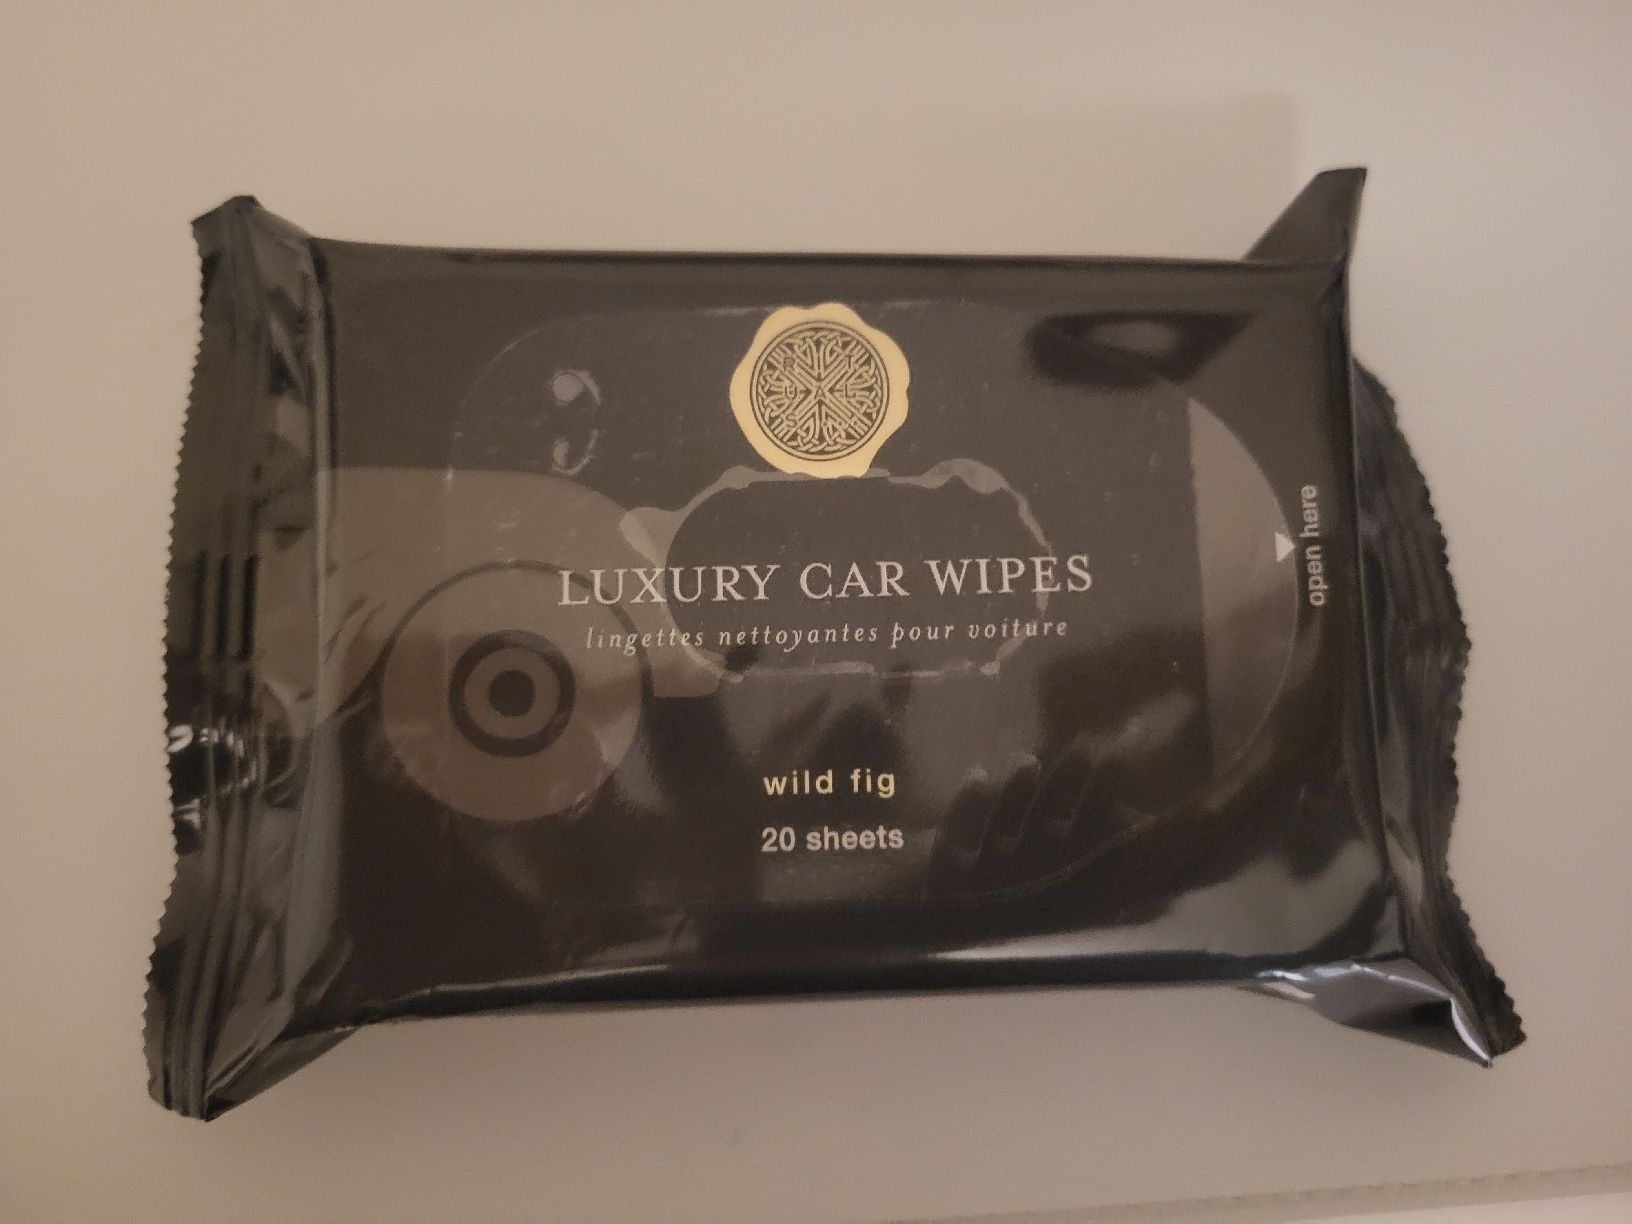 LUXURY CAR WIPES
lingettes nettoyantes pour voiture
wild fig
20 sheets
open here